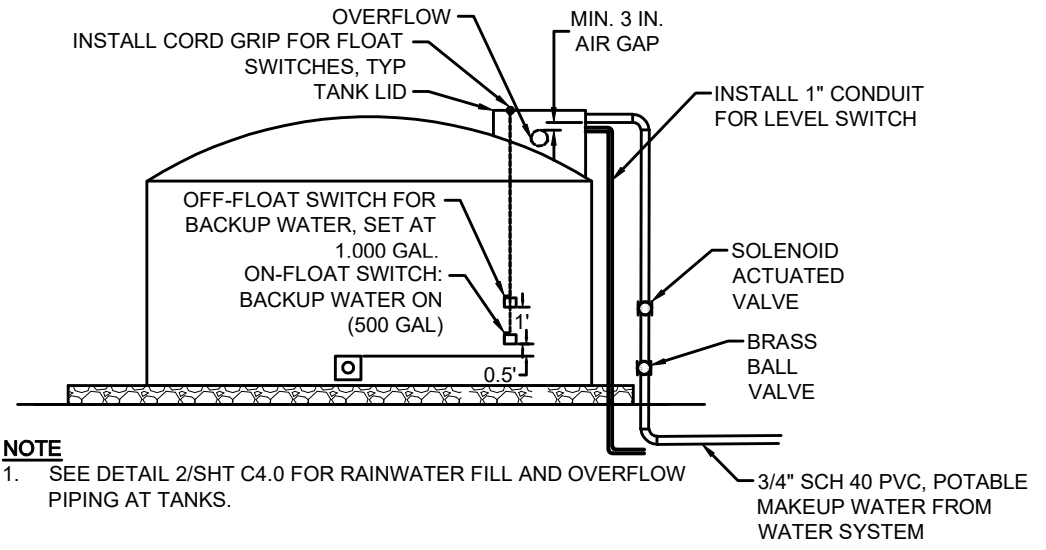 OVERFLOW
INSTALL CORD GRIP FOR FLOAT
SWITCHES, TYP
TANK LID
MIN. 3 IN.
AIR GAP
INSTALL 1" CONDUIT
FOR LEVEL SWITCH
OFF-FLOAT SWITCH FOR
BACKUP WATER, SET AT
1.000 GAL.
ON-FLOAT SWITCH:
BACKUP WATER ON
(500 GAL)
1'
0.5'
SOLENOID
ACTUATED
VALVE
BRASS
BALL
VALVE
NOTE
1. SEE DETAIL 2/SHT C4.0 FOR RAINWATER FILL AND OVERFLOW
PIPING AT TANKS.
3/4" SCH 40 PVC, POTABLE
MAKEUP WATER FROM
WATER SYSTEM